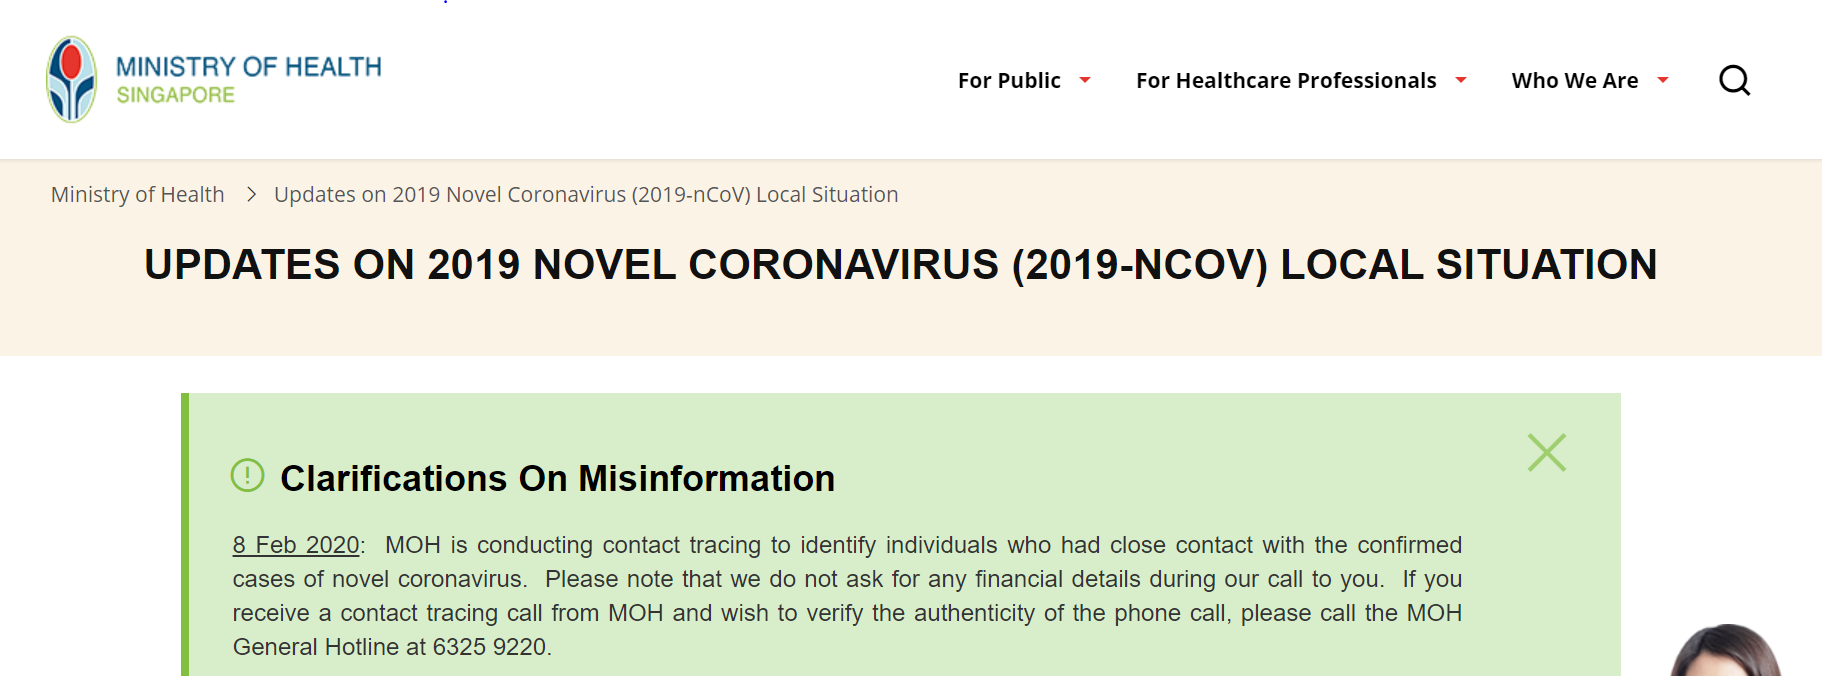 MINISTRY OF HEALTH
SINGAPORE
For Public
For Healthcare Professionals
Who We Are
Ministry of Health > Updates on 2019 Novel Coronavirus (2019-nCoV) Local Situation
UPDATES ON 2019 NOVEL CORONAVIRUS (2019-NCOV) LOCAL SITUATION
Clarifications On Misinformation
8 Feb 2020: MOH is conducting contact tracing to identify individuals who had close contact with the confirmed
cases of novel coronavirus. Please note that we do not ask for any financial details during our call to you. If you
receive a contact tracing call from MOH and wish to verify the authenticity of the phone call, please call the MOH
General Hotline at 6325 9220.